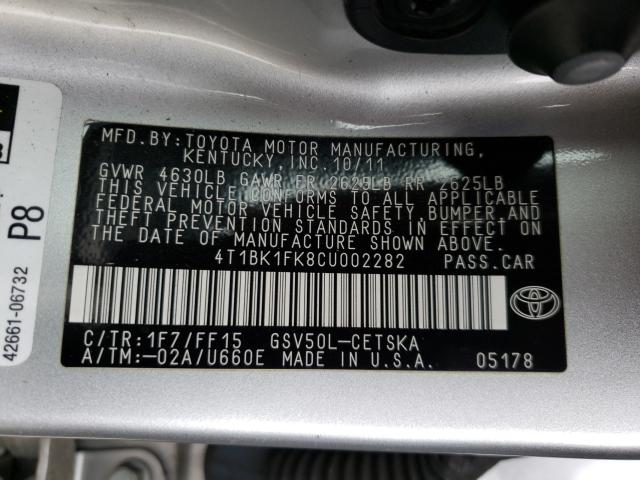 MFD. BY: TOYOTA MOTOR MANUFACTURING,
KENTUCKY, INC. 10/11
GVWR 4630LB GAWR FR 2625LB RR 2625LB
THIS VEHICLE CONFORMS TO ALL APPLICABLE
FEDERAL MOTOR VEHICLE SAFETY, BUMPER, AND
THEFT PREVENTION STANDARDS IN EFFECT ON
THE DATE OF MANUFACTURE SHOWN ABOVE.
4T1BK1FK8CU002282 PASS. CAR
C/TR: 1F7/FF15 GSV50L-CETSKA
A/TM:-02A/U660E MADE IN U.S.A. 05178
42661-06732
P8